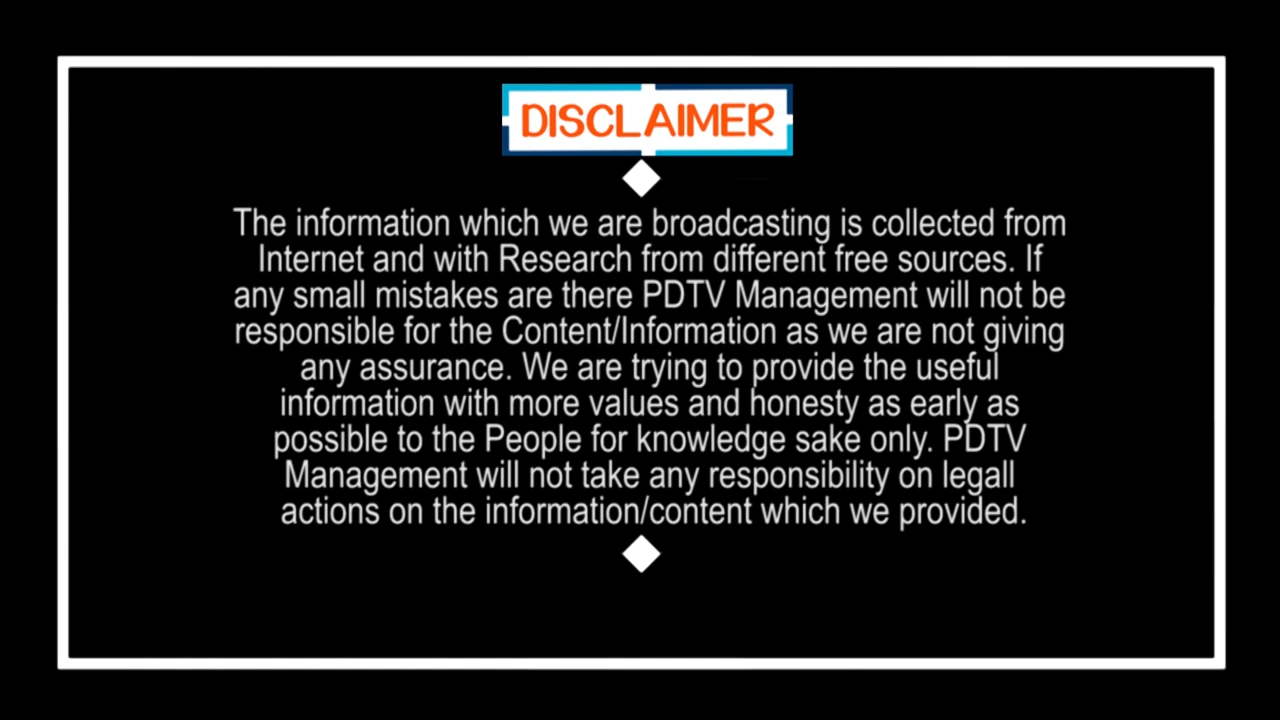 DISCLAIMER
The information which we are broadcasting is collected from
Internet and with Research from different free sources. If
any small mistakes are there PDTV Management will not be
responsible for the Content/Information as we are not giving
any assurance. We are trying to provide the useful
information with more values and honesty as early as
possible to the People for knowledge sake only. PDTV
Management will not take any responsibility on legall
actions on the information/content which we provided.